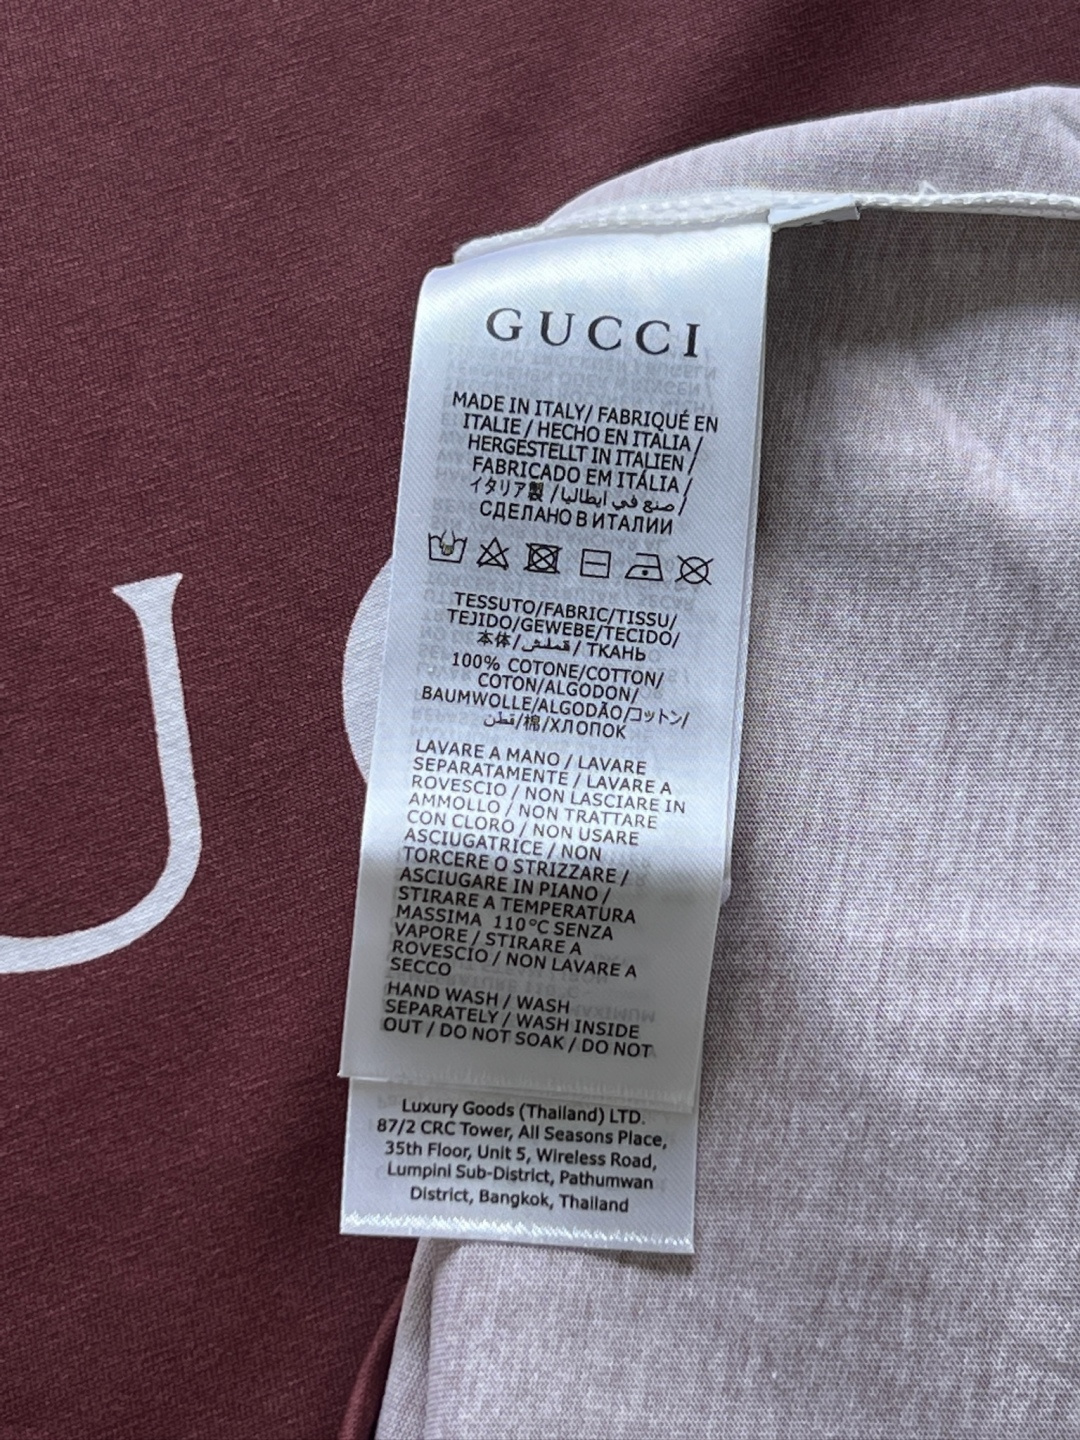 GUCCI
MADE IN ITALY/ FABRIQUÉ EN
ITALIE / HECHO EN ITALIA /
HERGESTELLT IN ITALIEN /
FABRICADO EM ITÁLIA /
イタリア製 / صنع في ايطاليا /
СДЕЛАНО В ИТАЛИИ
TESSUTO/FABRIC/TISSU/
TEJIDO/GEWEBE/TECIDO/
本体/قملش/ ТКАНЬ
100% COTONE/COTTON/
COTON/ALGODON/
BAUMWOLLE/ALGODÃO/コットン/
قطن/棉/ХЛОПОК
LAVARE A MANO / LAVARE
SEPARATAMENTE / LAVARE A
ROVESCIO / NON LASCIARE IN
AMMOLLO / NON TRATTARE
CON CLORO / NON USARE
ASCIUGATRICE / NON
TORCERE O STRIZZARE /
ASCIUGARE IN PIANO /
STIRARE A TEMPERATURA
MASSIMA 110°C SENZA
VAPORE / STIRARE A
ROVESCIO / NON LAVARE A
SECCO
HAND WASH / WASH
SEPARATELY / WASH INSIDE
OUT / DO NOT SOAK / DO NOT
Luxury Goods (Thailand) LTD.
87/2 CRC Tower, All Seasons Place,
35th Floor, Unit 5, Wireless Road,
Lumpini Sub-District, Pathumwan
District, Bangkok, Thailand